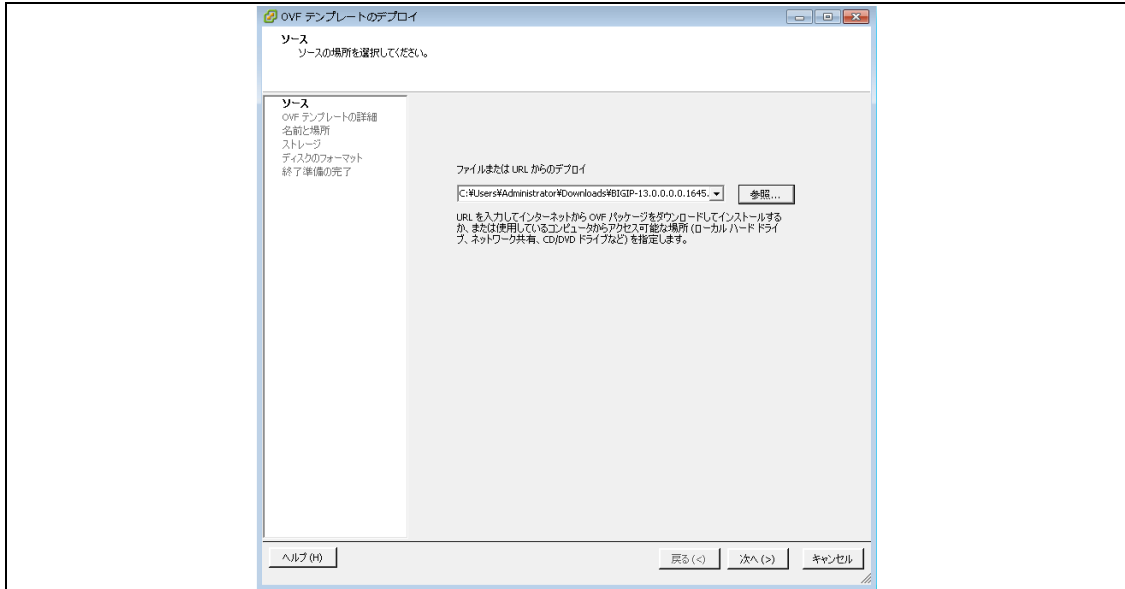 OVF テンプレートのデプロイ
ソース
ソースの場所を選択してください。
ソース
OVF テンプレートの詳細
名前と場所
ストレージ
ディスクのフォーマット
終了準備の完了
ファイルまたは URL からのデプロイ
C:¥Users¥Administrator¥Downloads¥BIGIP-13.0.0.0.0.1645.
参照...
URL を入力してインターネットから OVF パッケージをダウンロードしてインストールする
か、または使用しているコンピュータからアクセス可能な場所 (ローカル ハード ドライ
ブ、ネットワーク共有、CD/DVD ドライブなど) を指定します。
ヘルプ (H)
戻る (<)
次へ (>)
キャンセル